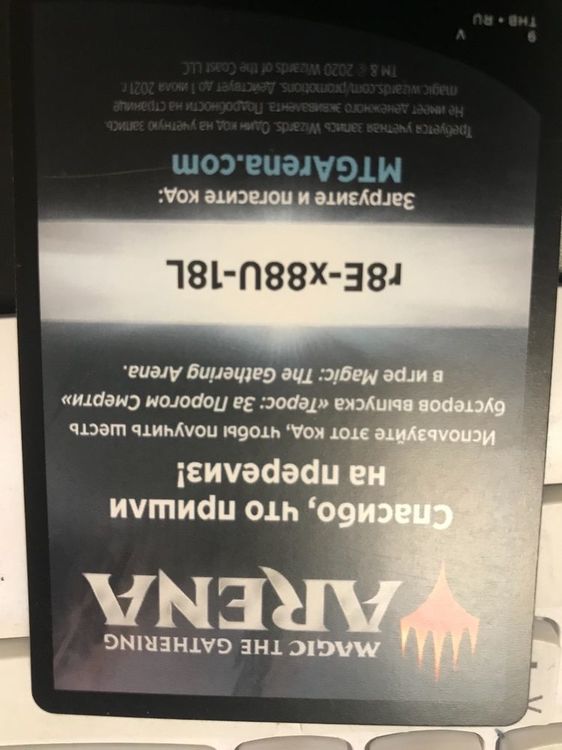 MAGIC THE GATHERING
ARENA
Спасибо, что пришли
на пререлиз!
Используйте этот код, чтобы получить шесть
бустеров выпуска «Терос: За Порогом Смерти»
в игре Magic: The Gathering Arena.
r8E-x88U-18L
Загрузите и погасите код:
MTGArena.com
Требуется учетная запись Wizards. Один код на учетную запись.
Не имеет денежного эквивалента. Подробности на странице
magic.wizards.com/promotions. Действует до 1 июля 2021 г.
TM & © 2020 Wizards of the Coast LLC
9 V
THB • RU